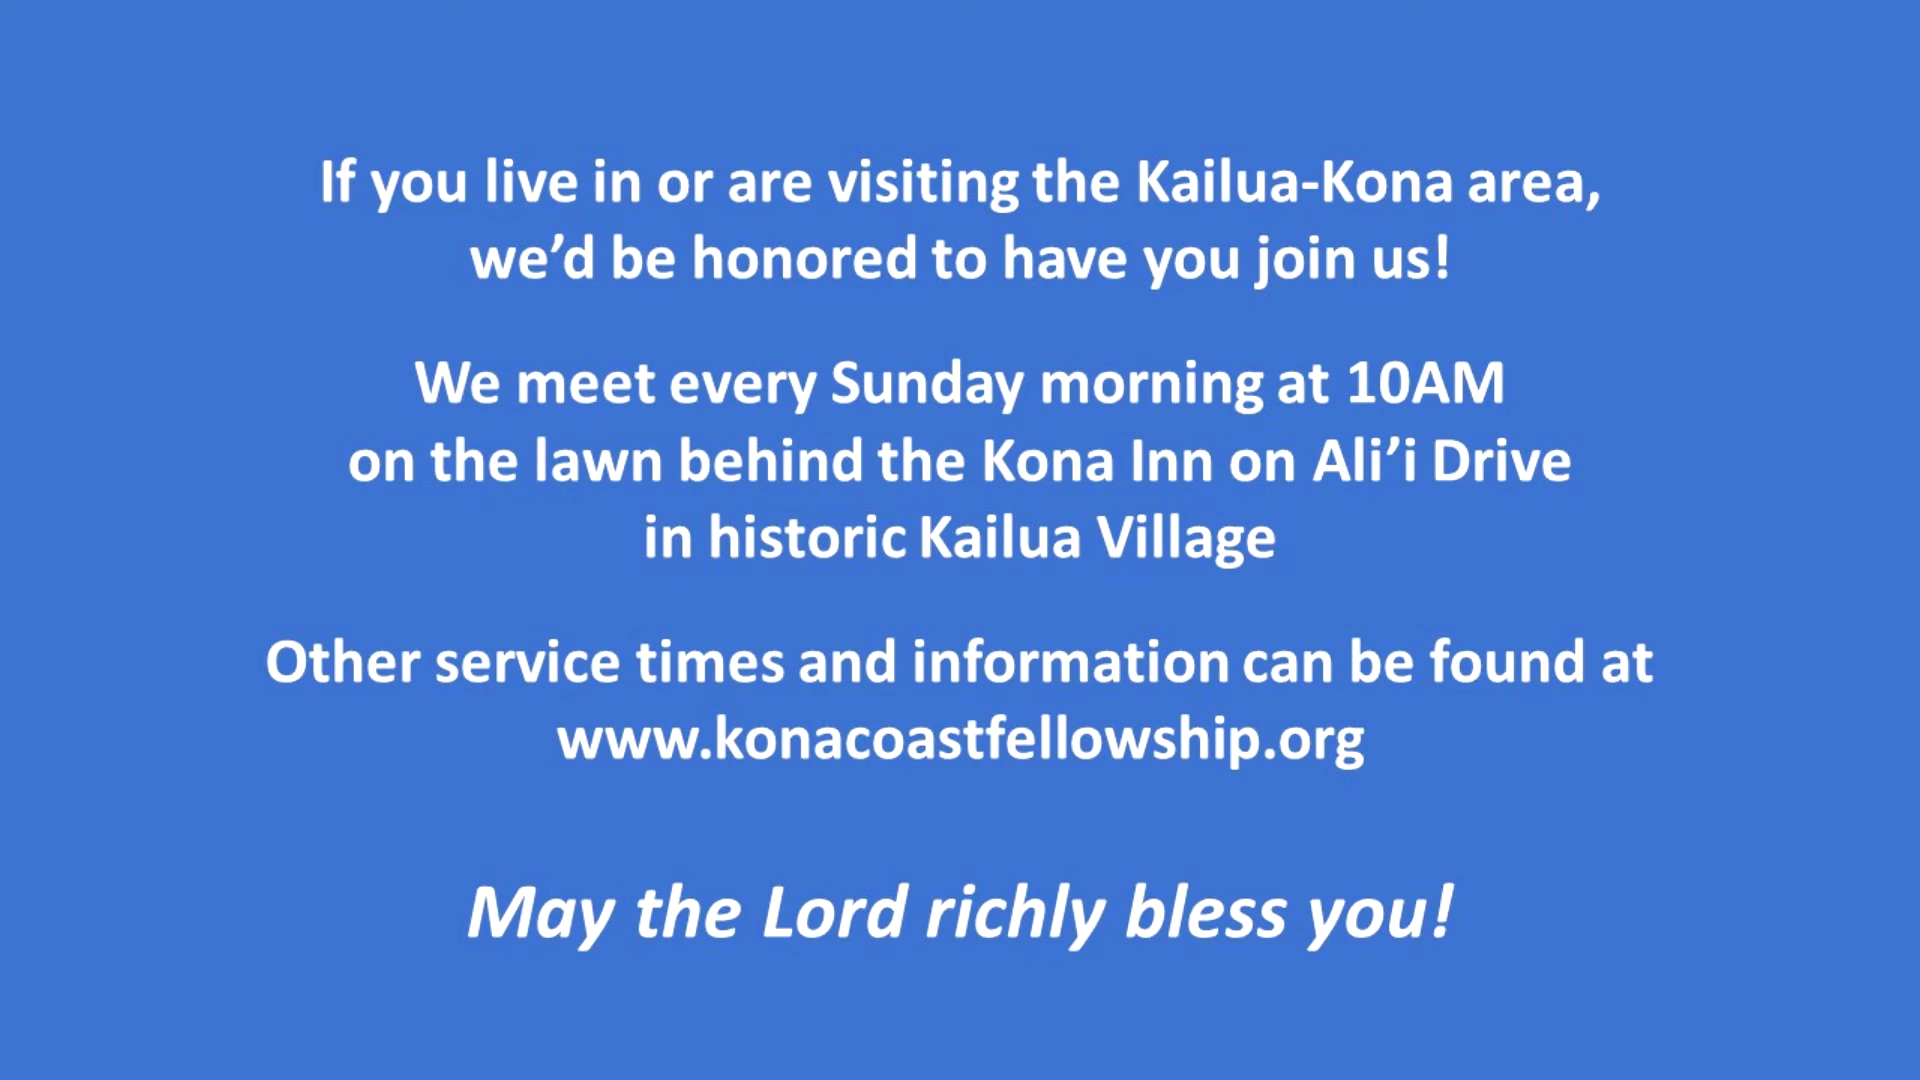 If you live in or are visiting the Kailua-Kona area,
we’d be honored to have you join us!
We meet every Sunday morning at 10AM
on the lawn behind the Kona Inn on Ali’i Drive
in historic Kailua Village
Other service times and information can be found at
www.konacoastfellowship.org
May the Lord richly bless you!